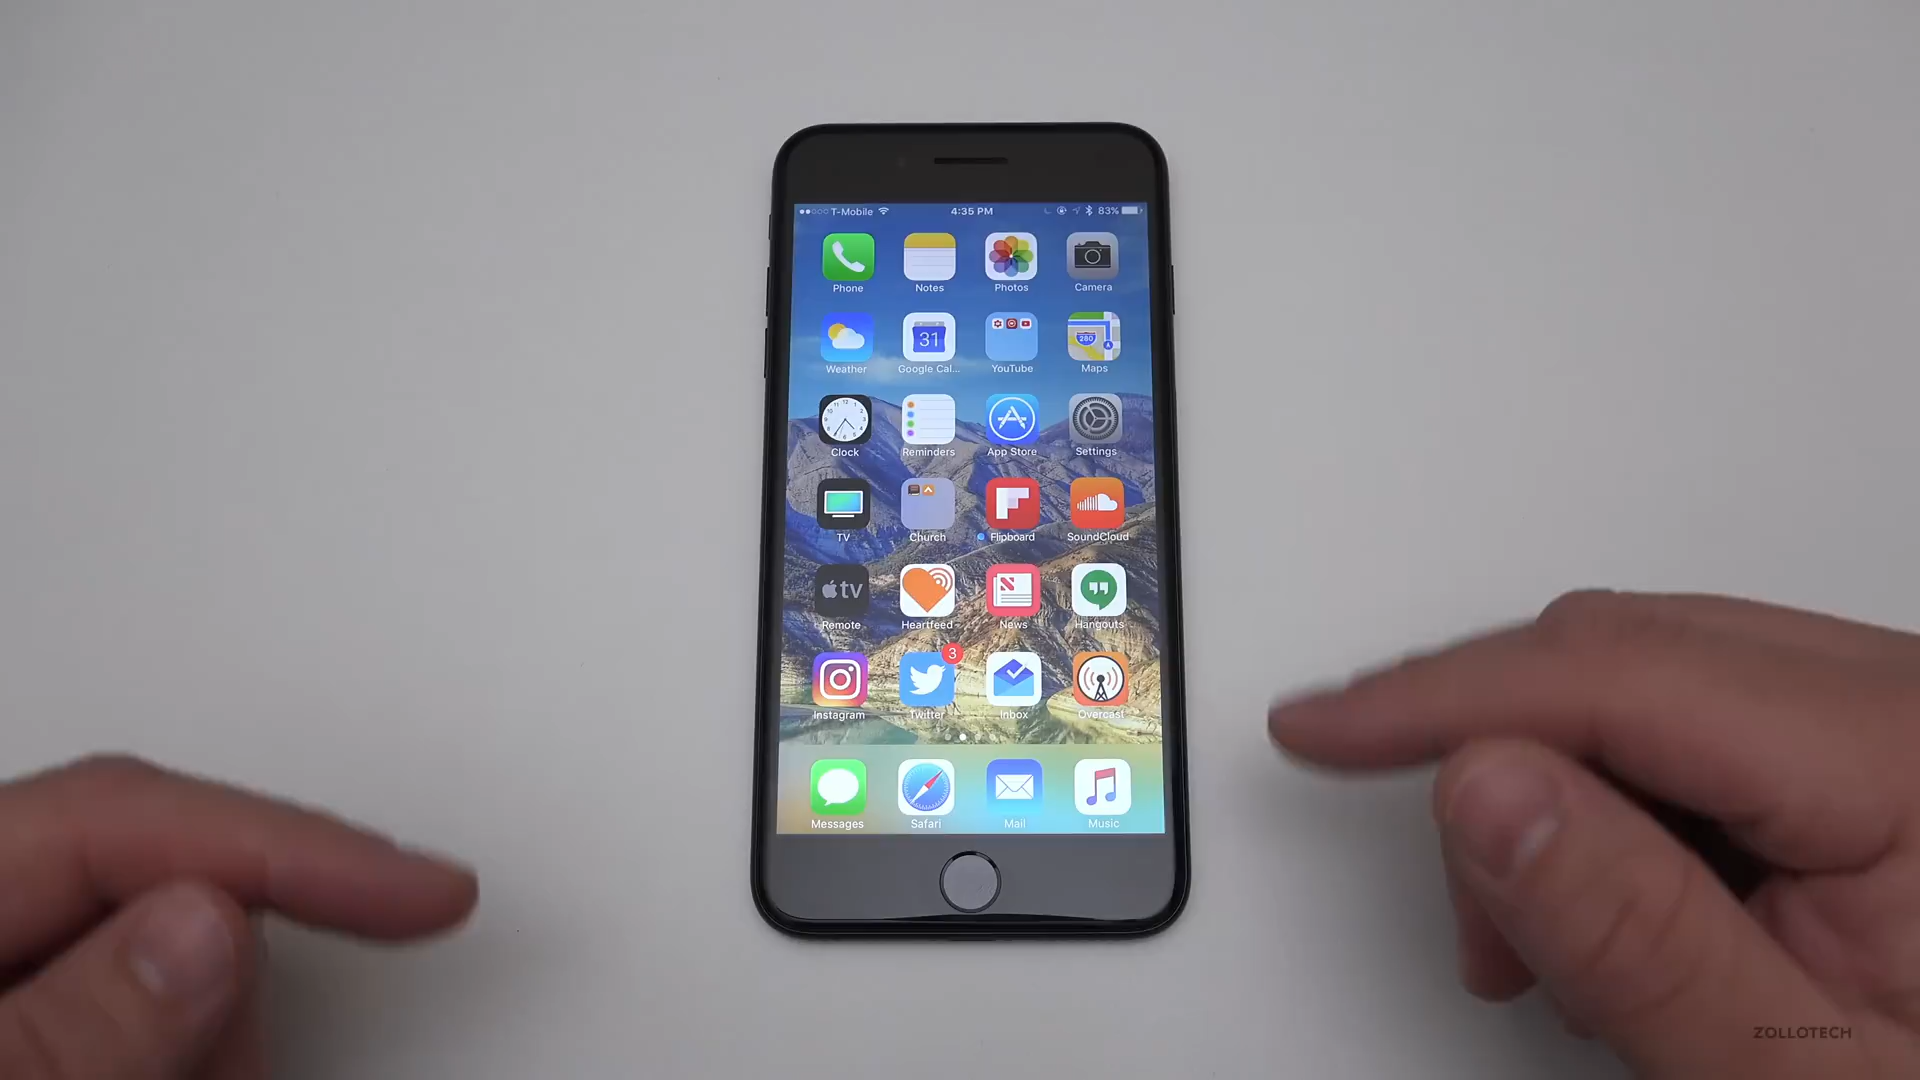 T-Mobile 4:35 PM 83%
Phone Notes Photos Camera
31 280 A
Weather Google Cal... YouTube Maps
Clock Reminders App Store Settings
TV Church Flipboard SoundCloud
tv
Remote Heartfeed News Hangouts
3
Instagram Twitter Inbox Overcast
Messages Safari Mail Music
ZOLLOTECH